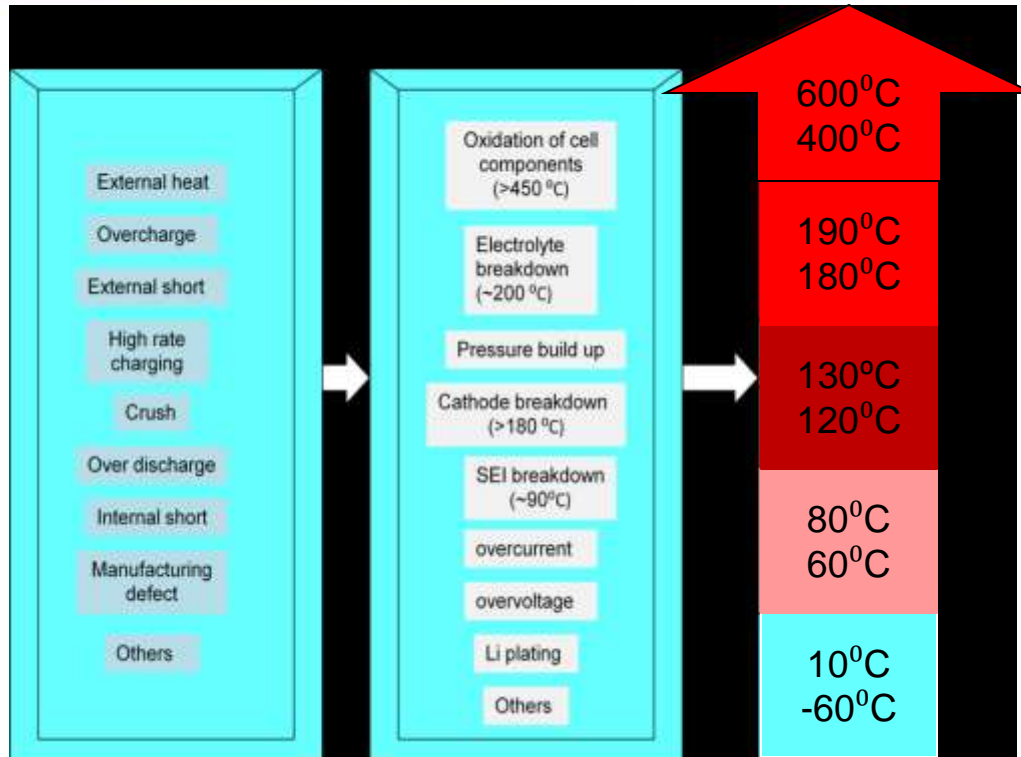 External heat
Overcharge
External short
High rate
charging
Crush
Over discharge
Internal short
Manufacturing
defect
Others
Oxidation of cell
components
(>450 ⁰C)
Electrolyte
breakdown
(~200 ⁰C)
Pressure build up
Cathode breakdown
(>180 ⁰C)
SEI breakdown
(~90⁰C)
overcurrent
overvoltage
Li plating
Others
600⁰C
400⁰C
190⁰C
180⁰C
130⁰C
120⁰C
80⁰C
60⁰C
10⁰C
-60⁰C